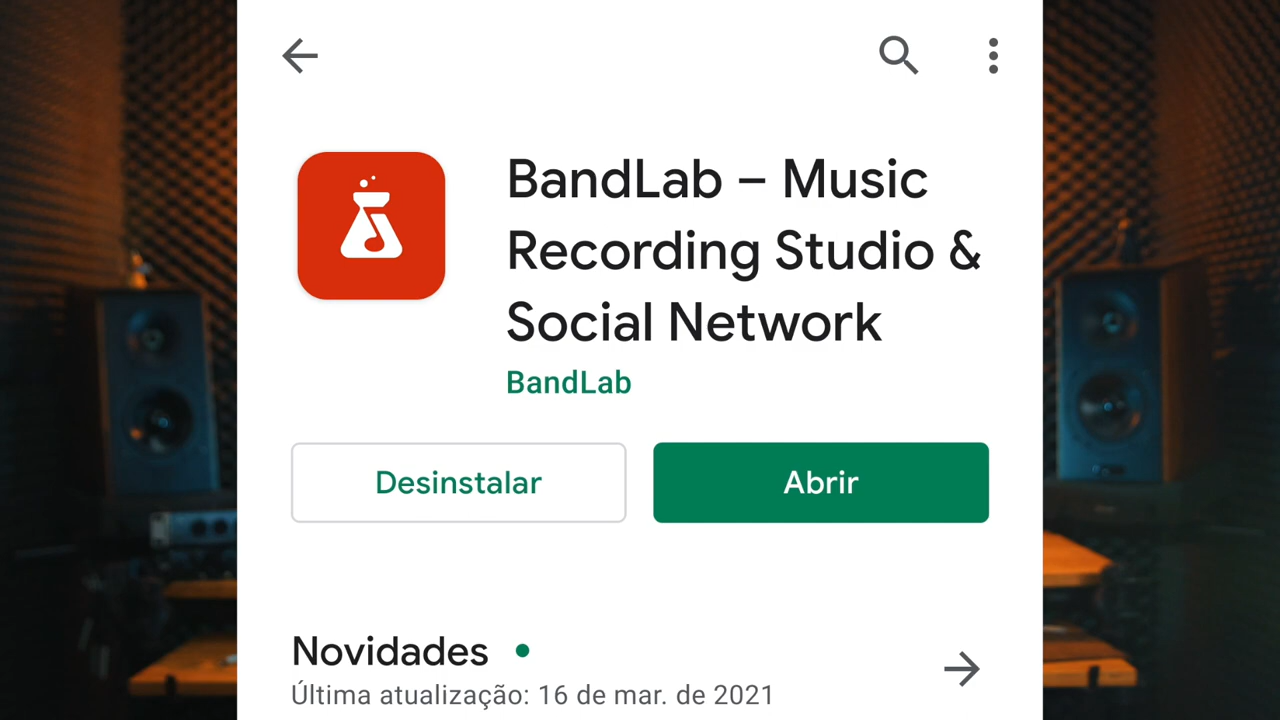 BandLab – Music
Recording Studio &
Social Network
BandLab
Desinstalar
Abrir
Novidades
Última atualização: 16 de mar. de 2021